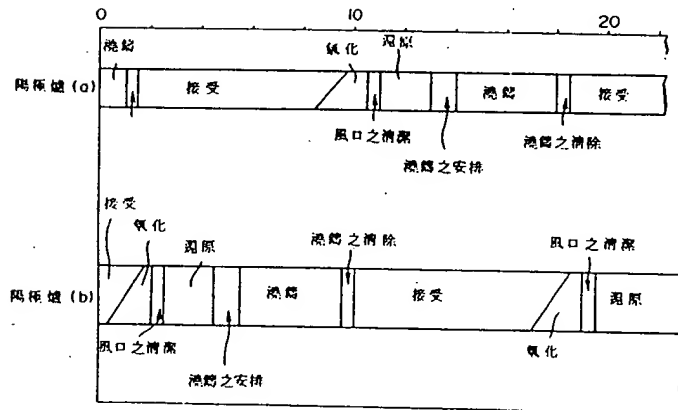 0 10 20
氧化 還原
澆鑄
陽極爐(a) 接受 澆鑄 接受
風口之清潔 澆鑄之清除
澆鑄之安排
接受
氧化 還原 澆鑄之清除 風口之清潔
陽極爐(b) 澆鑄 接受 還原
風口之清潔 氧化
澆鑄之安排